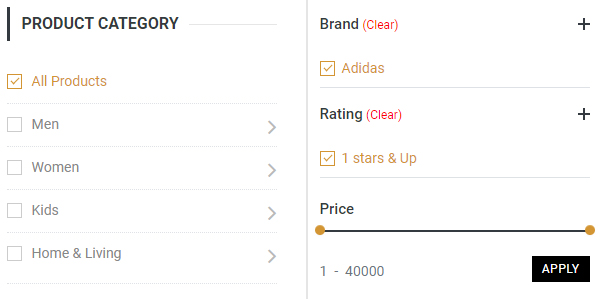 PRODUCT CATEGORY
All Products
Men
Women
Kids
Home & Living
Brand (Clear)
Adidas
Rating (Clear)
1 stars & Up
Price
1 - 40000
APPLY